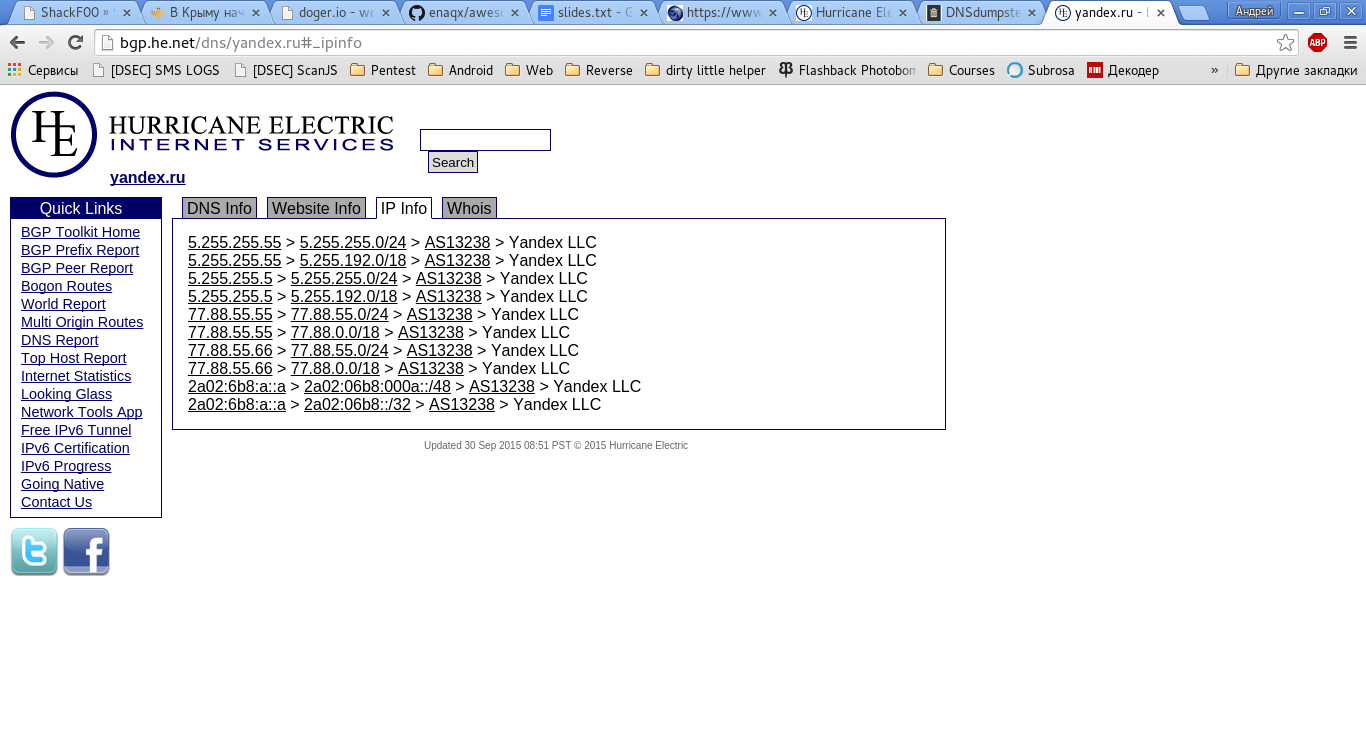 ShackF00 » S В Крыму нач doger.io - wo enaqx/aweso slides.txt - G https://www Hurricane Ele DNSdumpste yandex.ru - Андрей
bgp.he.net/dns/yandex.ru#_ipinfo
Сервисы [DSEC] SMS LOGS [DSEC] ScanJS Pentest Android Web Reverse dirty little helper Flashback Photobom Courses Subrosa Декодер » Другие закладки
HE HURRICANE ELECTRIC
INTERNET SERVICES
Search
yandex.ru
Quick Links
BGP Toolkit Home
BGP Prefix Report
BGP Peer Report
Bogon Routes
World Report
Multi Origin Routes
DNS Report
Top Host Report
Internet Statistics
Looking Glass
Network Tools App
Free IPv6 Tunnel
IPv6 Certification
IPv6 Progress
Going Native
Contact Us
DNS Info Website Info IP Info Whois
5.255.255.55 > 5.255.255.0/24 > AS13238 > Yandex LLC
5.255.255.55 > 5.255.192.0/18 > AS13238 > Yandex LLC
5.255.255.5 > 5.255.255.0/24 > AS13238 > Yandex LLC
5.255.255.5 > 5.255.192.0/18 > AS13238 > Yandex LLC
77.88.55.55 > 77.88.55.0/24 > AS13238 > Yandex LLC
77.88.55.55 > 77.88.0.0/18 > AS13238 > Yandex LLC
77.88.55.66 > 77.88.55.0/24 > AS13238 > Yandex LLC
77.88.55.66 > 77.88.0.0/18 > AS13238 > Yandex LLC
2a02:6b8:a::a > 2a02:06b8:000a::/48 > AS13238 > Yandex LLC
2a02:6b8:a::a > 2a02:06b8::/32 > AS13238 > Yandex LLC
Updated 30 Sep 2015 08:51 PST © 2015 Hurricane Electric